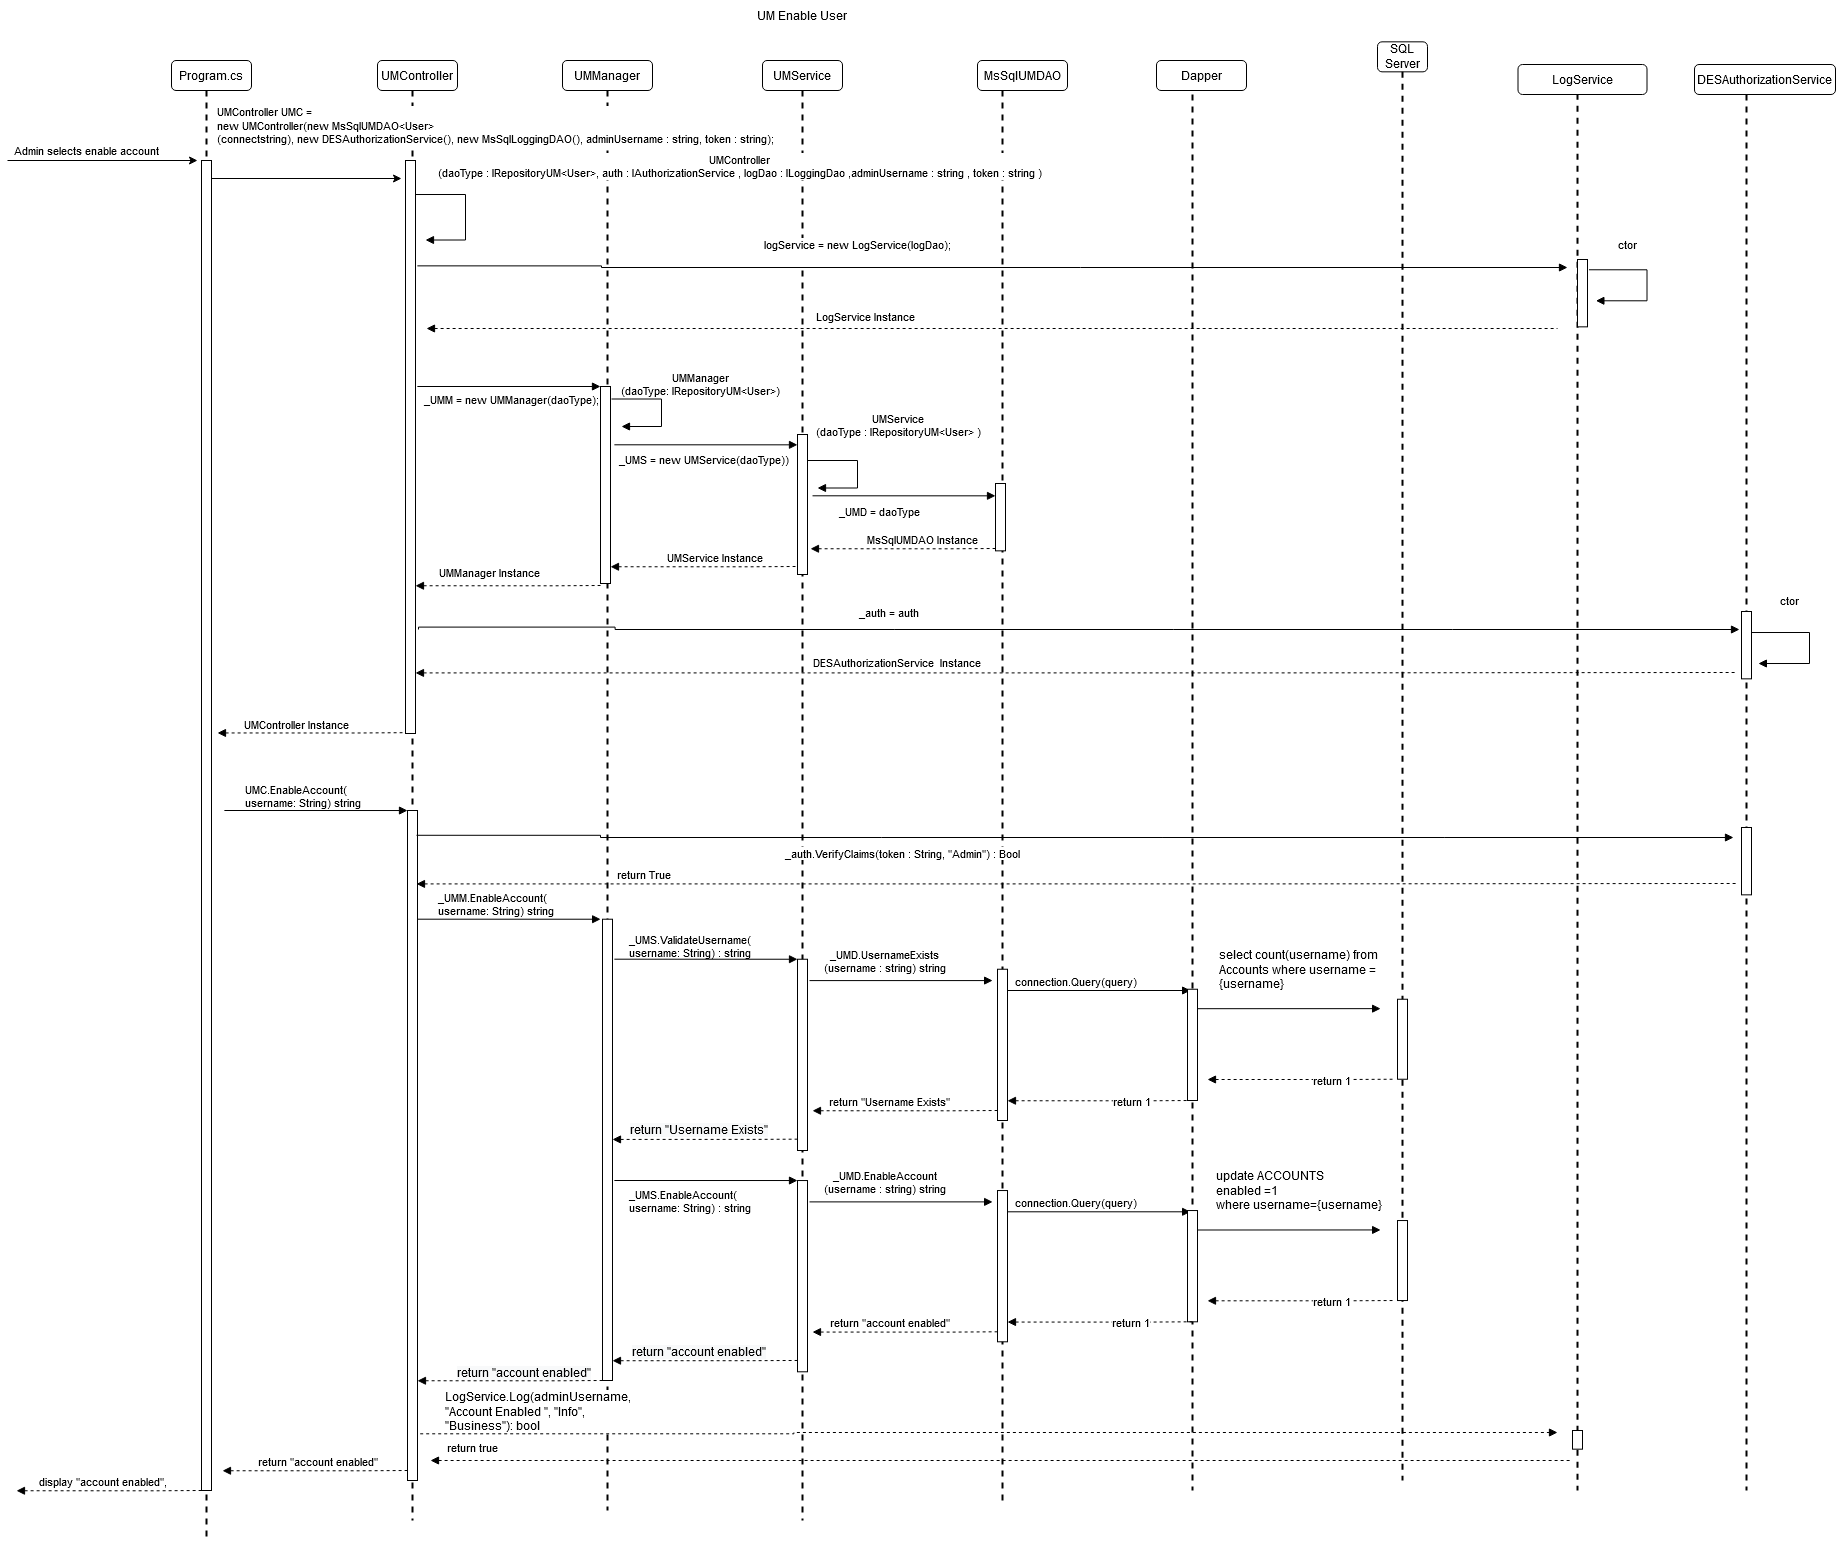 UM Enable User
SQL
Server
Program.cs
UMController
UMManager
UMService
MsSqlUMDAO
Dapper
LogService
DESAuthorizationService
UMController UMC =
new UMController(new MsSqlUMDAO<User>
(connectstring), new DESAuthorizationService(), new MsSqlLoggingDAO(), adminUsername : string, token : string);
Admin selects enable account
UMController
(daoType : IRepositoryUM<User>, auth : IAuthorizationService , logDao : ILoggingDao ,adminUsername : string , token : string )
logService = new LogService(logDao);
ctor
LogService Instance
UMManager
(daoType: IRepositoryUM<User>)
_UMM = new UMManager(daoType);
UMService
(daoType : IRepositoryUM<User> )
_UMS = new UMService(daoType))
_UMD = daoType
MsSqlUMDAO Instance
UMService Instance
UMManager Instance
ctor
_auth = auth
DESAuthorizationService  Instance
UMController Instance
UMC.EnableAccount(
username: String) string
_auth.VerifyClaims(token : String, "Admin") : Bool
return True
_UMM.EnableAccount(
username: String) string
_UMS.ValidateUsername(
username: String) : string
_UMD.UsernameExists
(username : string) string
connection.Query(query)
select count(username) from
Accounts where username =
{username}
return 1
return 1
return "Username Exists"
return "Username Exists"
_UMS.EnableAccount(
username: String) : string
_UMD.EnableAccount
(username : string) string
connection.Query(query)
update ACCOUNTS
enabled =1
where username={username}
return 1
return 1
return "account enabled"
return "account enabled"
return "account enabled"
LogService.Log(adminUsername,
"Account Enabled ", "Info",
"Business"): bool
return true
return "account enabled"
display "account enabled",